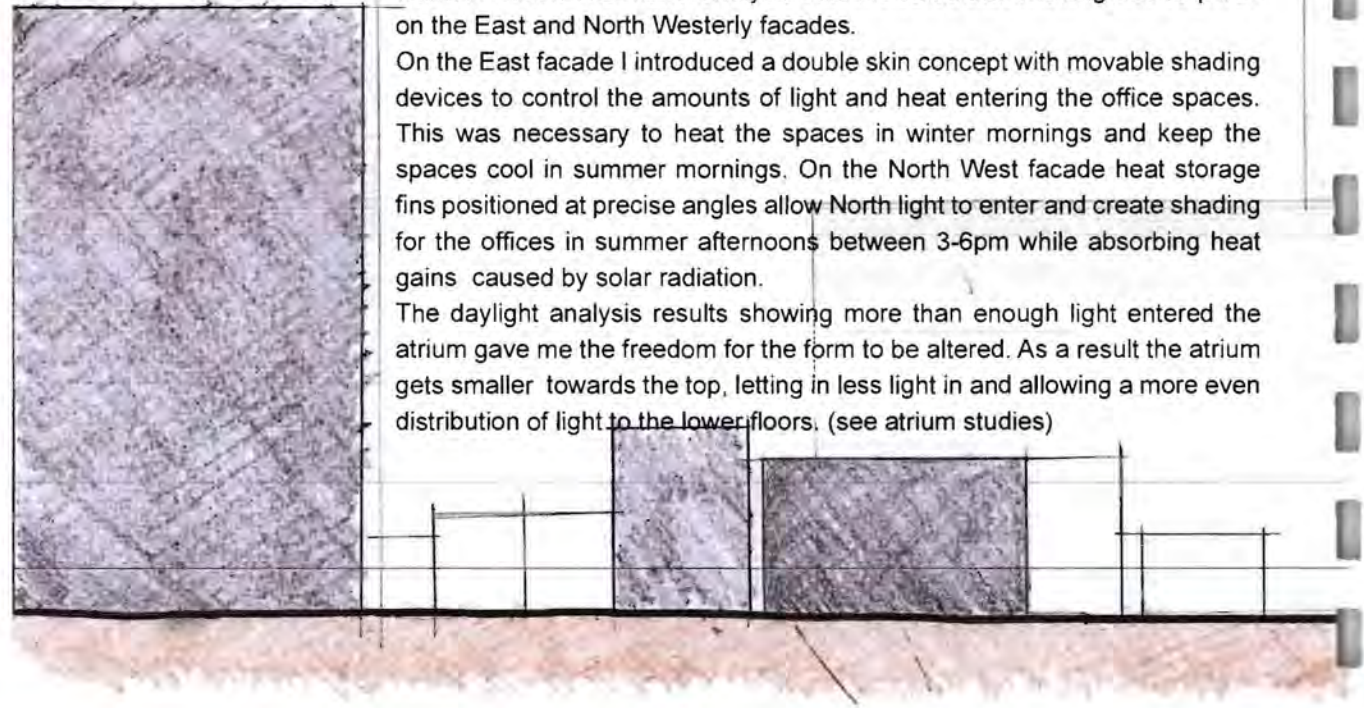 on the East and North Westerly facades.
On the East facade I introduced a double skin concept with movable shading
devices to control the amounts of light and heat entering the office spaces.
This was necessary to heat the spaces in winter mornings and keep the
spaces cool in summer mornings. On the North West facade heat storage
fins positioned at precise angles allow North light to enter and create shading
for the offices in summer afternoons between 3-6pm while absorbing heat
gains caused by solar radiation.
The daylight analysis results showing more than enough light entered the
atrium gave me the freedom for the form to be altered. As a result the atrium
gets smaller towards the top, letting in less light in and allowing a more even
distribution of light to the lower floors. (see atrium studies)